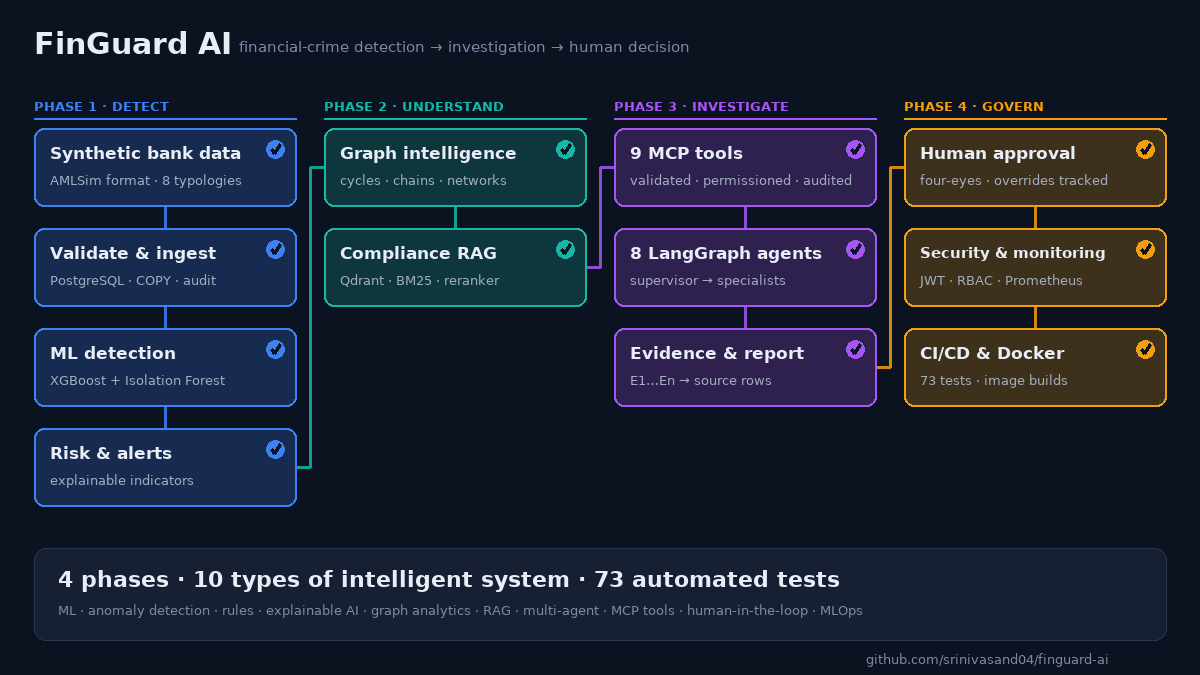 FinGuard AI financial-crime detection → investigation → human decision
PHASE 1 · DETECT
Synthetic bank data
AMLSim format · 8 typologies
Validate & ingest
PostgreSQL · COPY · audit
ML detection
XGBoost + Isolation Forest
Risk & alerts
explainable indicators
PHASE 2 · UNDERSTAND
Graph intelligence
cycles · chains · networks
Compliance RAG
Qdrant · BM25 · reranker
PHASE 3 · INVESTIGATE
9 MCP tools
validated · permissioned · audited
8 LangGraph agents
supervisor → specialists
Evidence & report
E1…En → source rows
PHASE 4 · GOVERN
Human approval
four-eyes · overrides tracked
Security & monitoring
JWT · RBAC · Prometheus
CI/CD & Docker
73 tests · image builds
4 phases · 10 types of intelligent system · 73 automated tests
ML · anomaly detection · rules · explainable AI · graph analytics · RAG · multi-agent · MCP tools · human-in-the-loop · MLOps
github.com/srinivasand04/finguard-ai